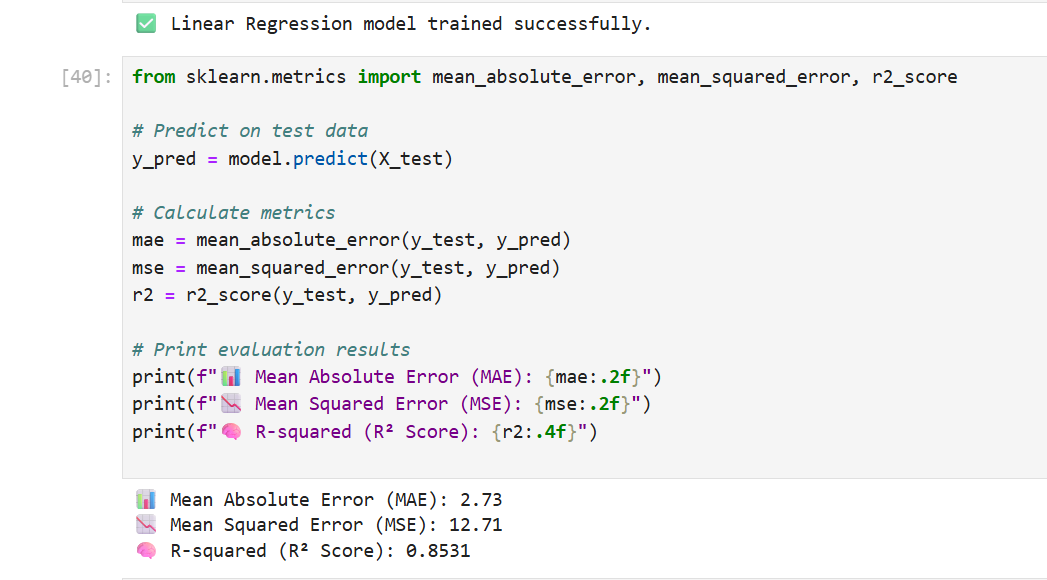 ✅ Linear Regression model trained successfully.
[40]: from sklearn.metrics import mean_absolute_error, mean_squared_error, r2_score
# Predict on test data
y_pred = model.predict(X_test)
# Calculate metrics
mae = mean_absolute_error(y_test, y_pred)
mse = mean_squared_error(y_test, y_pred)
r2 = r2_score(y_test, y_pred)
# Print evaluation results
print(f"📊 Mean Absolute Error (MAE): {mae:.2f}")
print(f"📉 Mean Squared Error (MSE): {mse:.2f}")
print(f"🧠 R-squared (R² Score): {r2:.4f}")
📊 Mean Absolute Error (MAE): 2.73
📉 Mean Squared Error (MSE): 12.71
🧠 R-squared (R² Score): 0.8531